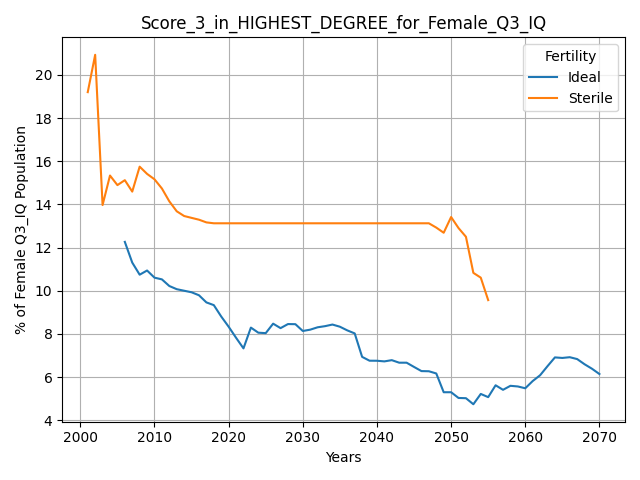 Score_3_in_HIGHEST_DEGREE_for_Female_Q3_IQ
% of Female Q3_IQ Population
20
18
16
14
12
10
8
6
4
Fertility
Ideal
Sterile
2000 2010 2020 2030 2040 2050 2060 2070
Years